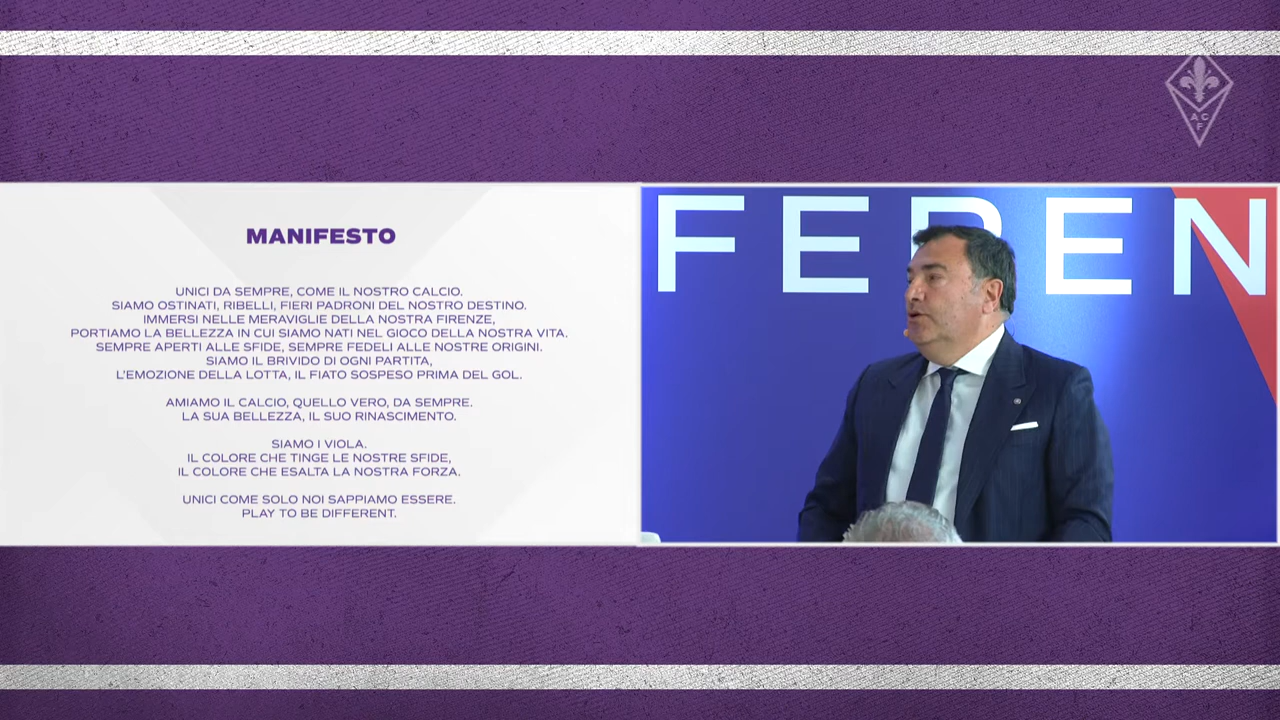 MANIFESTO
UNICI DA SEMPRE, COME IL NOSTRO CALCIO.
SIAMO OSTINATI, RIBELLI, FIERI PADRONI DEL NOSTRO DESTINO.
IMMERSI NELLE MERAVIGLIE DELLA NOSTRA FIRENZE,
PORTIAMO LA BELLEZZA IN CUI SIAMO NATI NEL GIOCO DELLA NOSTRA VITA.
SEMPRE APERTI ALLE SFIDE, SEMPRE FEDELI ALLE NOSTRE ORIGINI.
SIAMO IL BRIVIDO DI OGNI PARTITA,
L'EMOZIONE DELLA LOTTA, IL FIATO SOSPESO PRIMA DEL GOL.
AMIAMO IL CALCIO, QUELLO VERO, DA SEMPRE.
LA SUA BELLEZZA, IL SUO RINASCIMENTO.
SIAMO I VIOLA.
IL COLORE CHE TINGE LE NOSTRE SFIDE,
IL COLORE CHE ESALTA LA NOSTRA FORZA.
UNICI COME SOLO NOI SAPPIAMO ESSERE.
PLAY TO BE DIFFERENT.
FEREN
AC
F